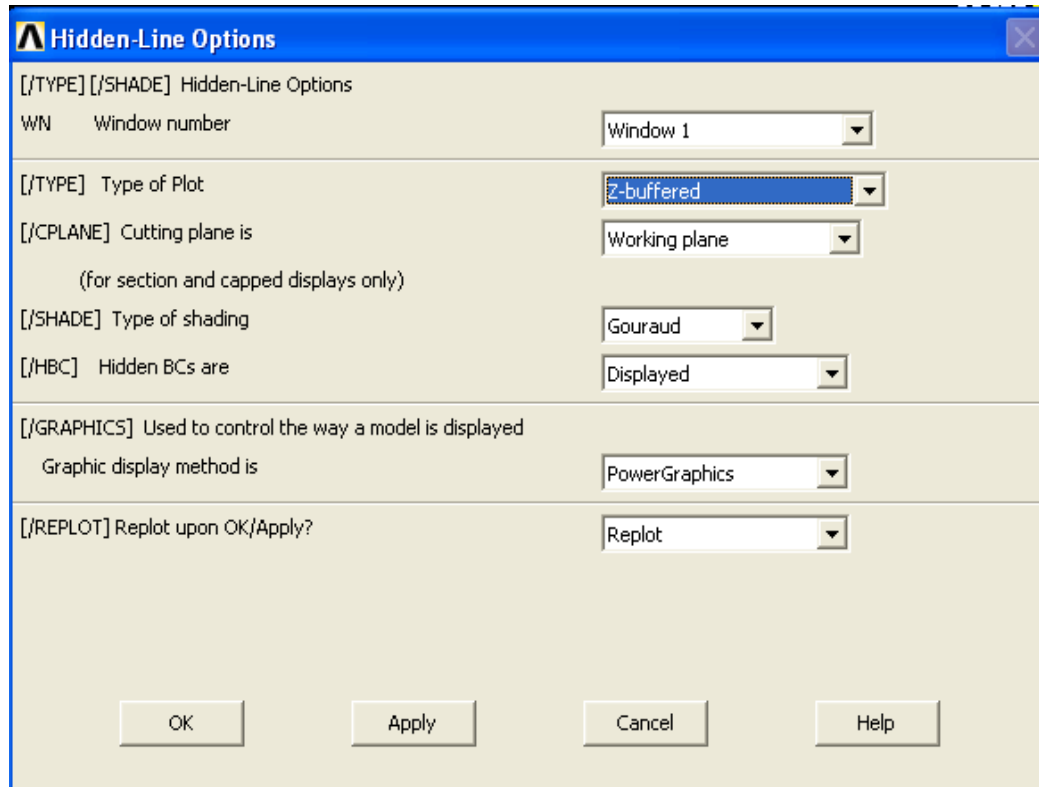 Hidden-Line Options
[/TYPE] [/SHADE] Hidden-Line Options
WN Window number Window 1
[/TYPE] Type of Plot Z-buffered
[/CPLANE] Cutting plane is Working plane
(for section and capped displays only)
[/SHADE] Type of shading Gouraud
[/HBC] Hidden BCs are Displayed
[/GRAPHICS] Used to control the way a model is displayed
Graphic display method is PowerGraphics
[/REPLOT] Replot upon OK/Apply? Replot
OK Apply Cancel Help